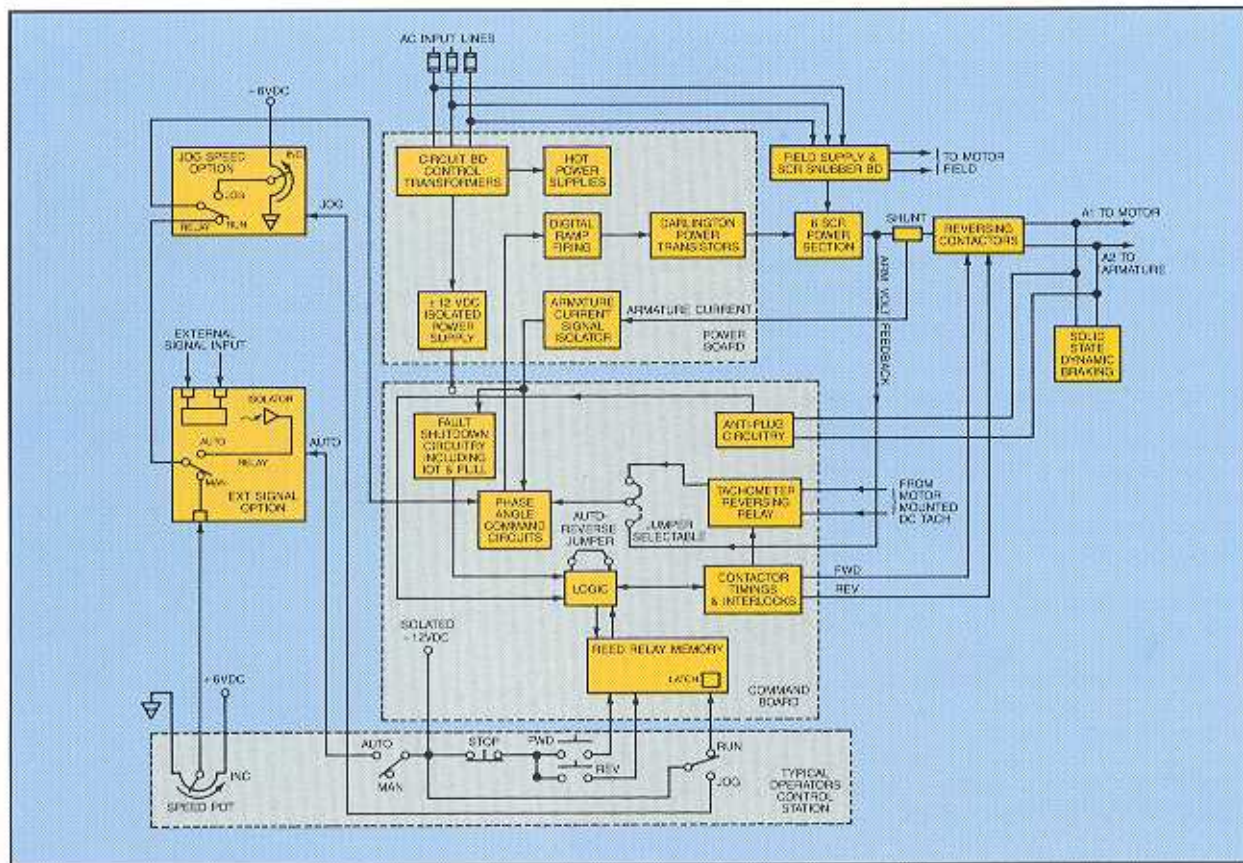 AC INPUT LINES
- 6VDC
JOG SPEED
OPTION
INC
JOG
RELAY
RUN
JOG
CIRCUIT BD
CONTROL
TRANSFORMERS
HOT
POWER
SUPPLIES
FIELD SUPPLY &
SCR SNUBBER BD
TO MOTOR
FIELD
DIGITAL
RAMP
FIRING
DARLINGTON
POWER
TRANSISTORS
6 SCR
POWER
SECTION
SHUNT
REVERSING
CONTACTORS
A1 TO MOTOR
A2 TO
ARMATURE
ARM VOLT FEEDBACK
± 12 VDC
ISOLATED
POWER
SUPPLY
ARMATURE
CURRENT
SIGNAL
ISOLATOR
ARMATURE CURRENT
POWER
BOARD
SOLID
STATE
DYNAMIC
BRAKING
EXTERNAL
SIGNAL INPUT
ISOLATOR
AUTO
RELAY
MAN
EXT SIGNAL
OPTION
AUTO
FAULT
SHUTDOWN
CIRCUITRY
INCLUDING
ANTI-PLUG
CIRCUITRY
PHASE
ANGLE
COMMAND
CIRCUITS
AUTO-
REVERSE
JUMPER
JUMPER
SELECTABLE
TACHOMETER
REVERSING
RELAY
FROM
MOTOR
MOUNTED
DC TACH
LOGIC
CONTACTOR
TIMINGS
& INTERLOCKS
FWD
REV
ISOLATED
- 12VDC
REED RELAY MEMORY
LATCH
COMMAND
BOARD
+ 6VDC
INC
SPEED POT
AUTO
MAN
STOP
FWD
REV
RUN
JOG
TYPICAL
OPERATORS
CONTROL
STATION